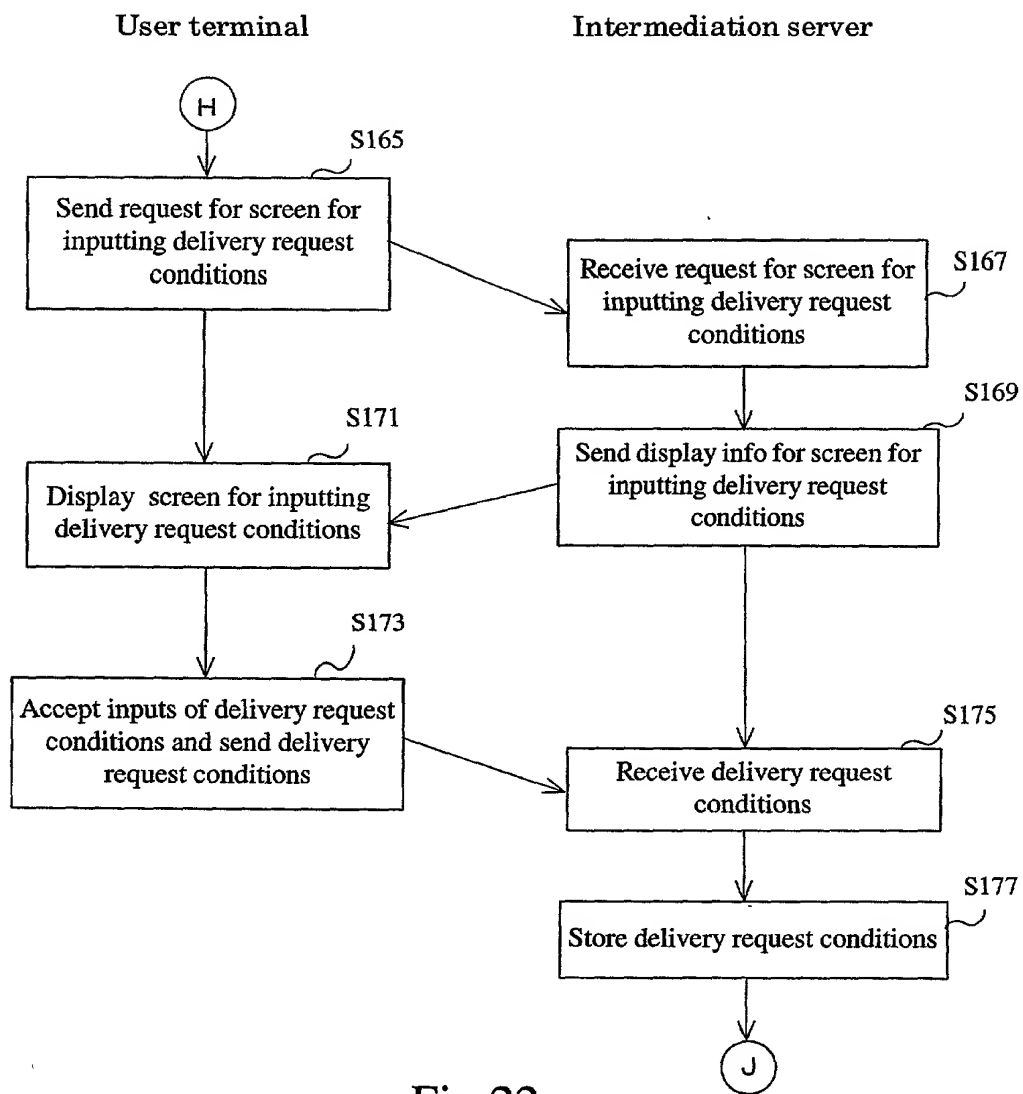 User terminal
Intermediation server
H
S165
Send request for screen for
inputting delivery request
conditions
S167
Receive request for screen for
inputting delivery request
conditions
S169
Send display info for screen for
inputting delivery request
conditions
S171
Display screen for inputting
delivery request conditions
S173
Accept inputs of delivery request
conditions and send delivery
request conditions
S175
Receive delivery request
conditions
S177
Store delivery request conditions
J